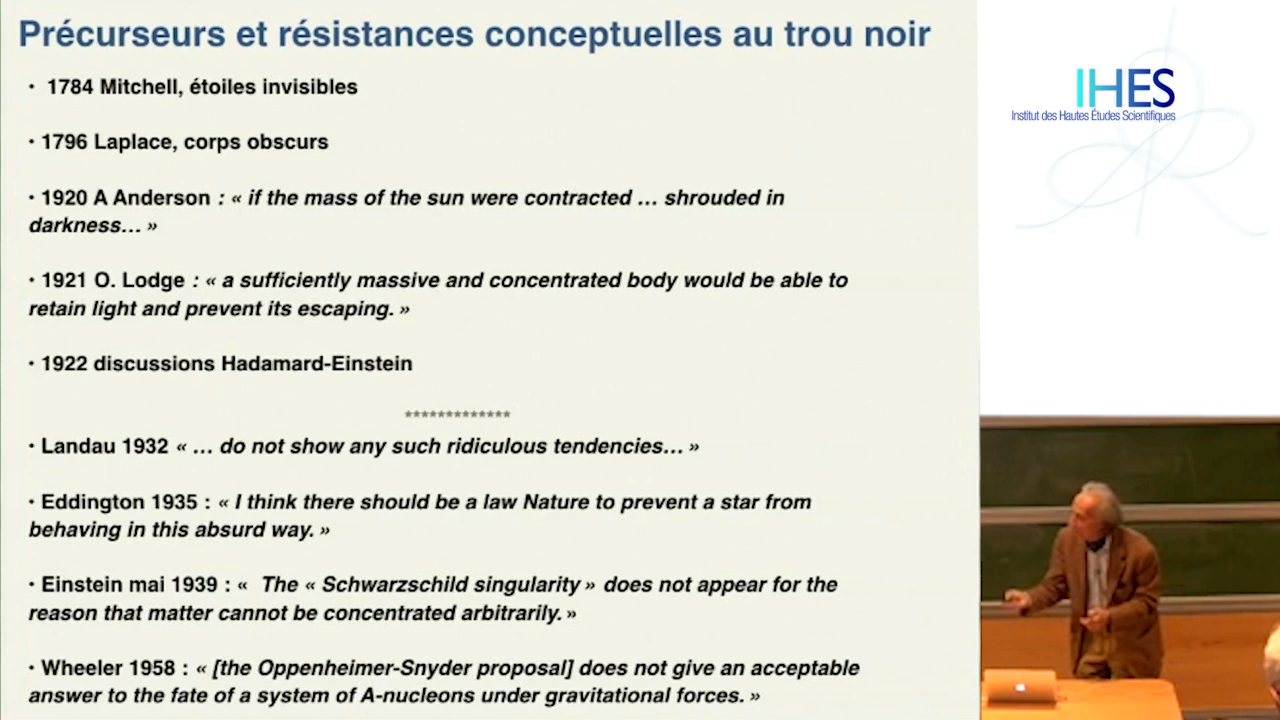 Précurseurs et résistances conceptuelles au trou noir
• 1784 Mitchell, étoiles invisibles
• 1796 Laplace, corps obscurs
• 1920 A Anderson : « if the mass of the sun were contracted … shrouded in
darkness… »
• 1921 O. Lodge : « a sufficiently massive and concentrated body would be able to
retain light and prevent its escaping. »
• 1922 discussions Hadamard-Einstein
*************
• Landau 1932 « … do not show any such ridiculous tendencies… »
• Eddington 1935 : « I think there should be a law Nature to prevent a star from
behaving in this absurd way. »
• Einstein mai 1939 : « The « Schwarzschild singularity » does not appear for the
reason that matter cannot be concentrated arbitrarily. »
• Wheeler 1958 : « [the Oppenheimer-Snyder proposal] does not give an acceptable
answer to the fate of a system of A-nucleons under gravitational forces. »
IHES
Institut des Hautes Études Scientifiques